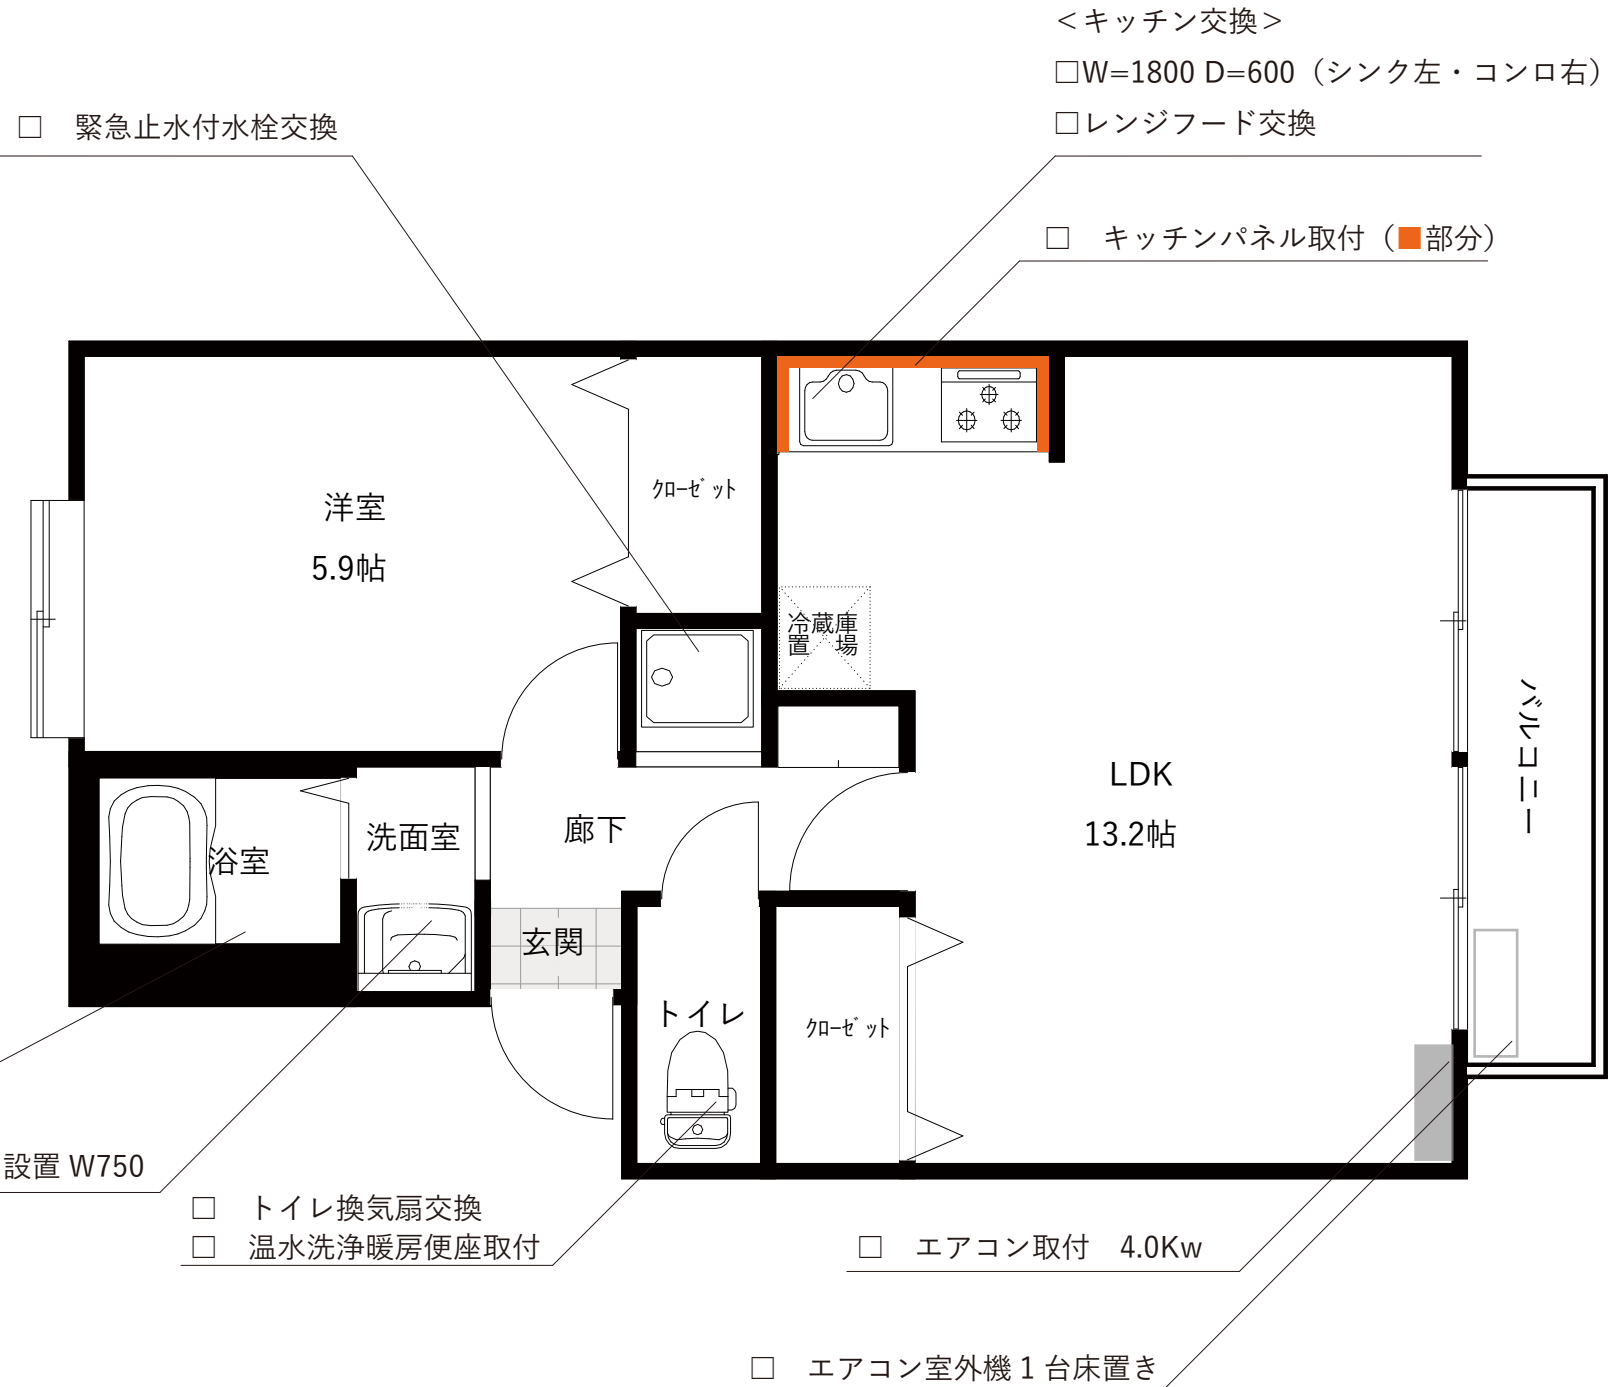 ＜キッチン交換＞
□W=1800 D=600（シンク左・コンロ右）
□レンジフード交換
□　緊急止水付水栓交換
□　キッチンパネル取付（■部分）
洋室
5.9帖
ｸﾛｰｾﾞｯﾄ
冷蔵庫
置　場
バルコニー
LDK
13.2帖
洗面室
廊下
浴室
玄関
トイレ
ｸﾛｰｾﾞｯﾄ
設置 W750
□　トイレ換気扇交換
□　温水洗浄暖房便座取付
□　エアコン取付　4.0Kw
□　エアコン室外機 1 台床置き